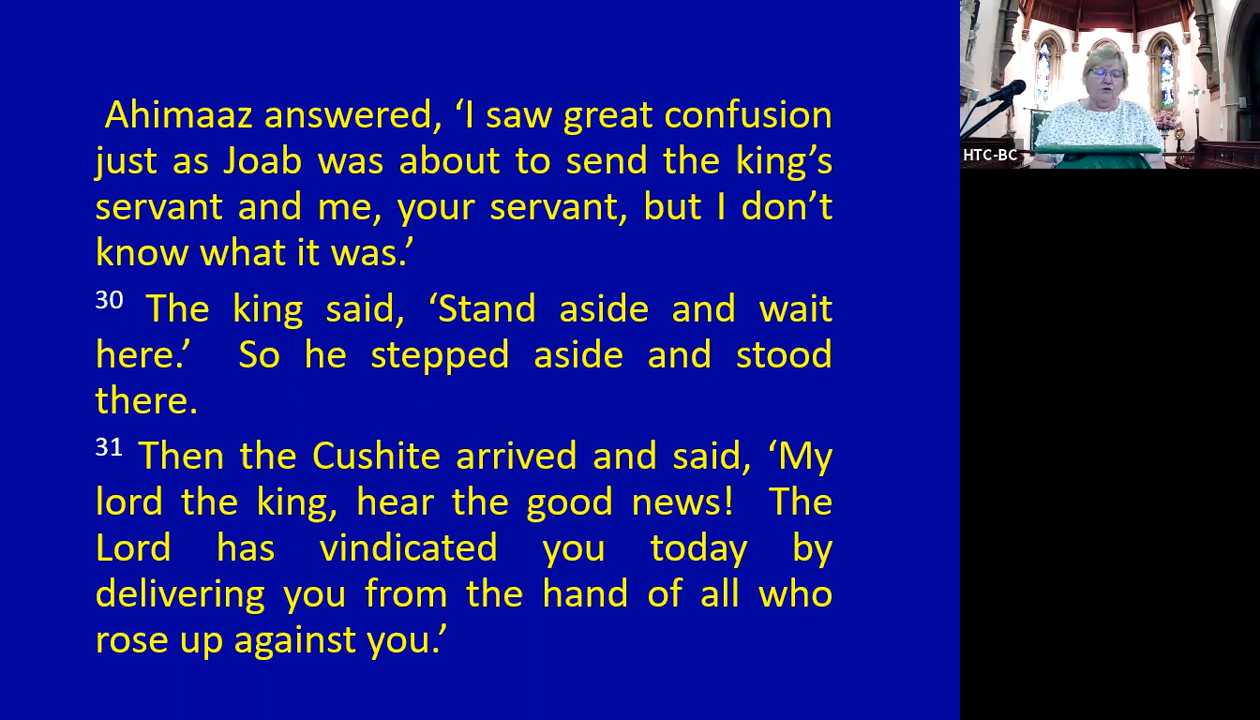 Ahimaaz answered, ‘I saw great confusion
just as Joab was about to send the king’s
servant and me, your servant, but I don’t
know what it was.’
30 The king said, ‘Stand aside and wait
here.’ So he stepped aside and stood
there.
31 Then the Cushite arrived and said, ‘My
lord the king, hear the good news! The
Lord has vindicated you today by
delivering you from the hand of all who
rose up against you.’
HTC-BC